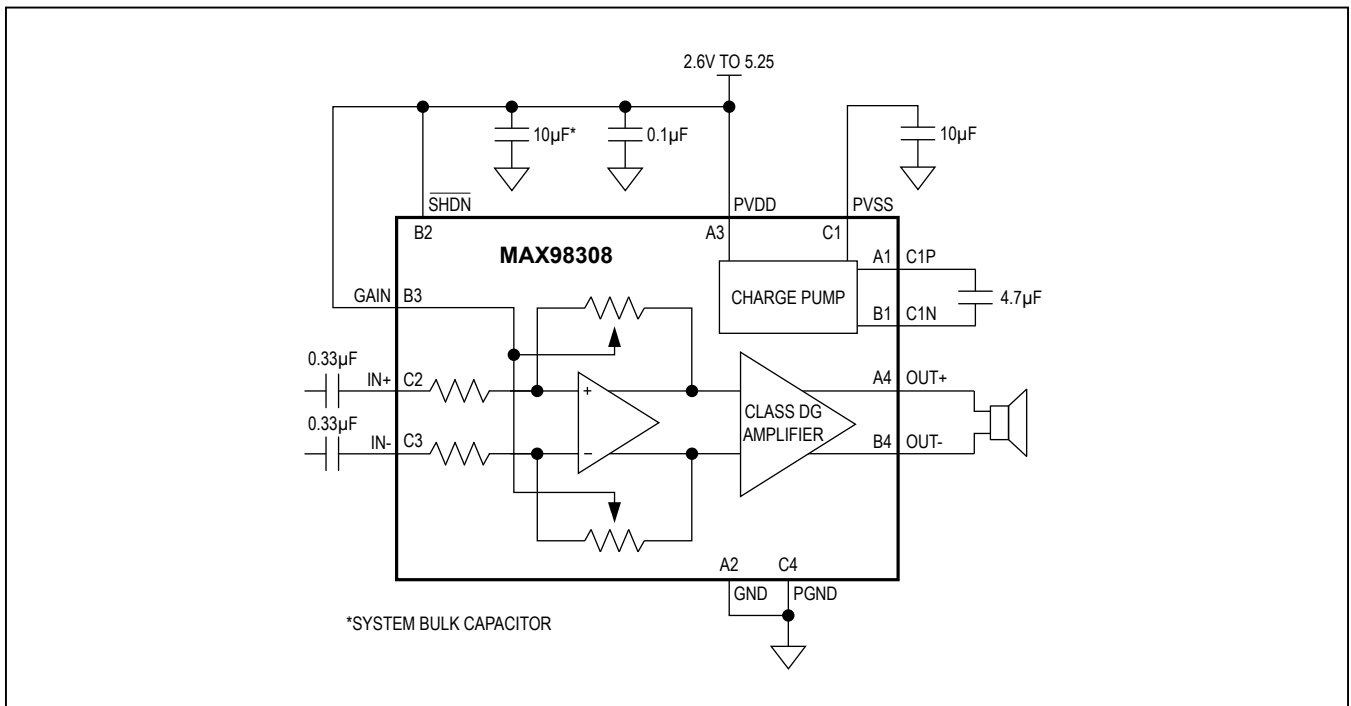 2.6V TO 5.25
10µF*
0.1µF
10µF
SHDN
PVDD
PVSS
B2
A3
C1
MAX98308
A1 C1P
CHARGE PUMP
4.7µF
GAIN B3
B1 C1N
0.33µF
IN+ C2
+
A4 OUT+
CLASS DG
AMPLIFIER
0.33µF
IN- C3
−
B4 OUT-
A2
C4
GND
PGND
*SYSTEM BULK CAPACITOR